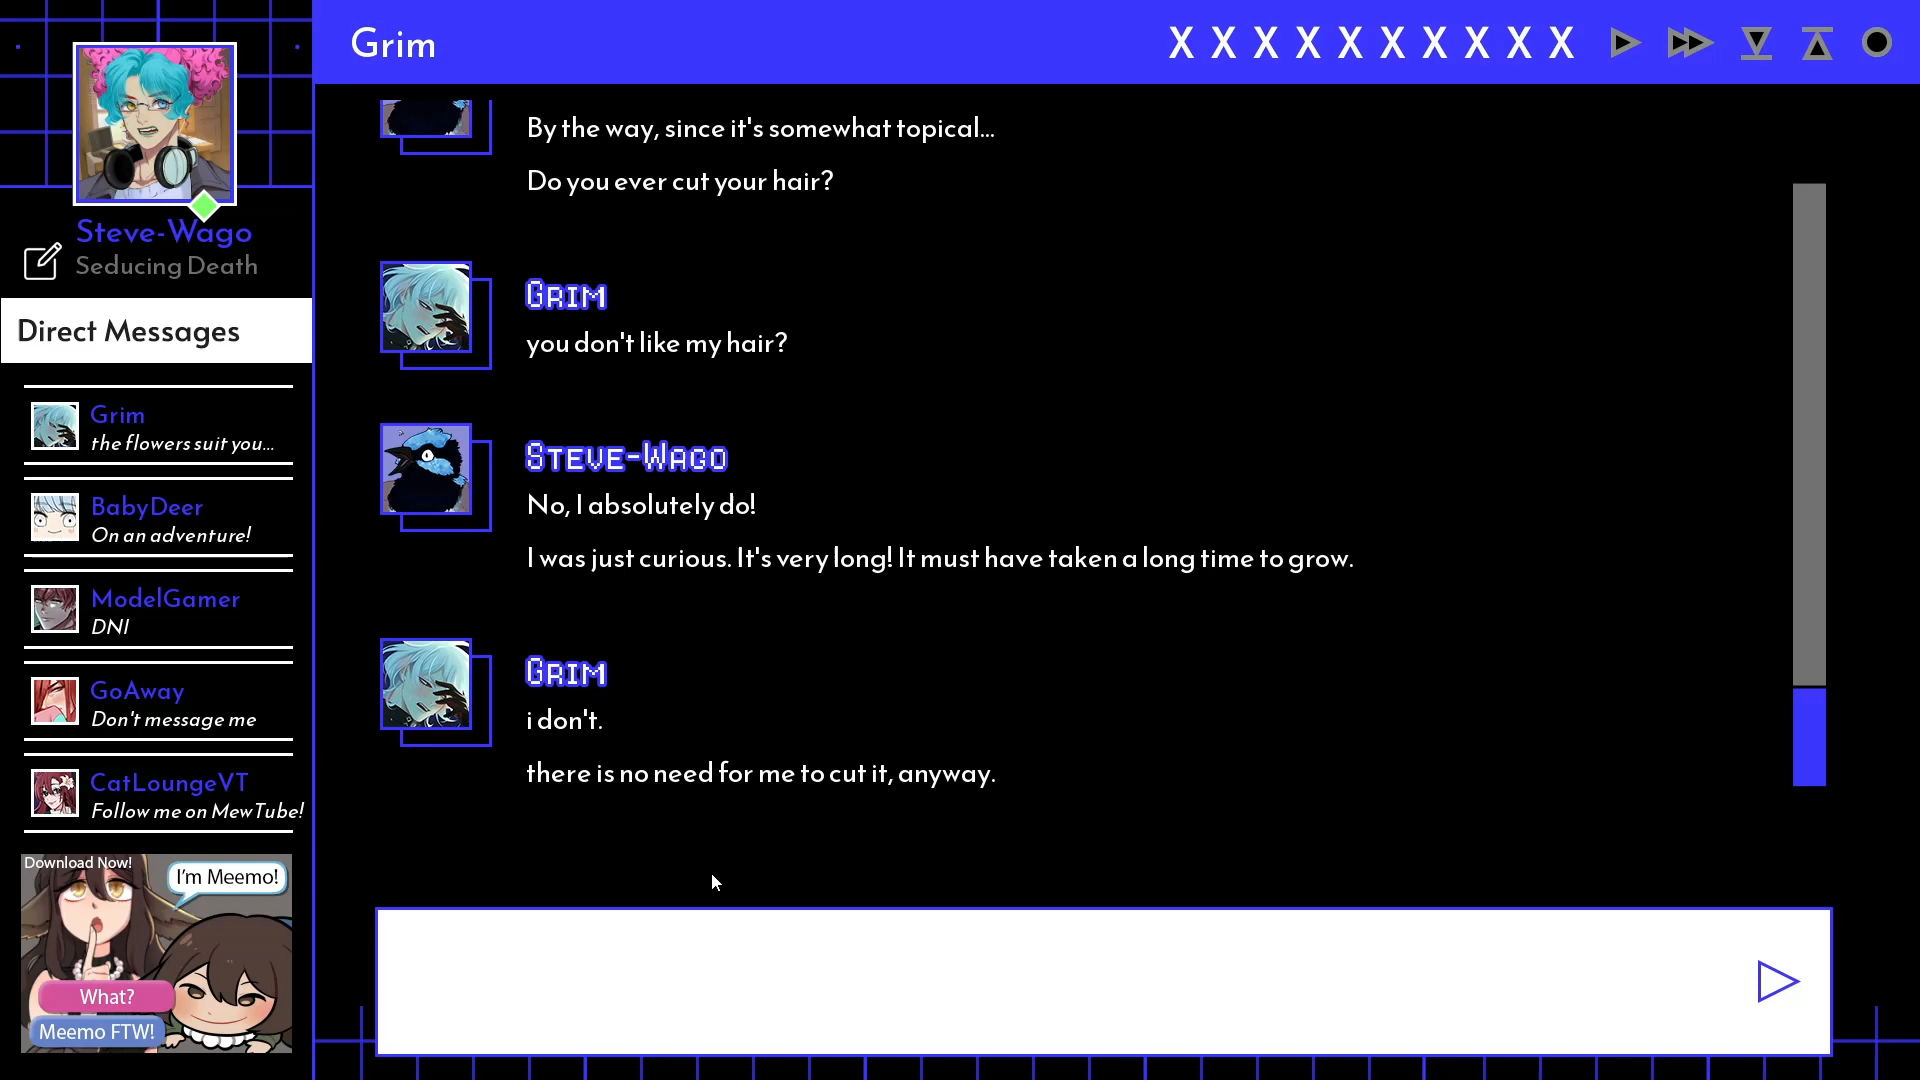 Grim
X X X X X X X X X X
Steve-Wago
Seducing Death
Direct Messages
Grim
the flowers suit you...
BabyDeer
On an adventure!
ModelGamer
DNI
GoAway
Don't message me
CatLoungeVT
Follow me on MewTube!
Download Now!
I'm Meemo!
What?
Meemo FTW!
By the way, since it's somewhat topical...
Do you ever cut your hair?
Grim
you don't like my hair?
Steve-Wago
No, I absolutely do!
I was just curious. It's very long! It must have taken a long time to grow.
Grim
i don't.
there is no need for me to cut it, anyway.